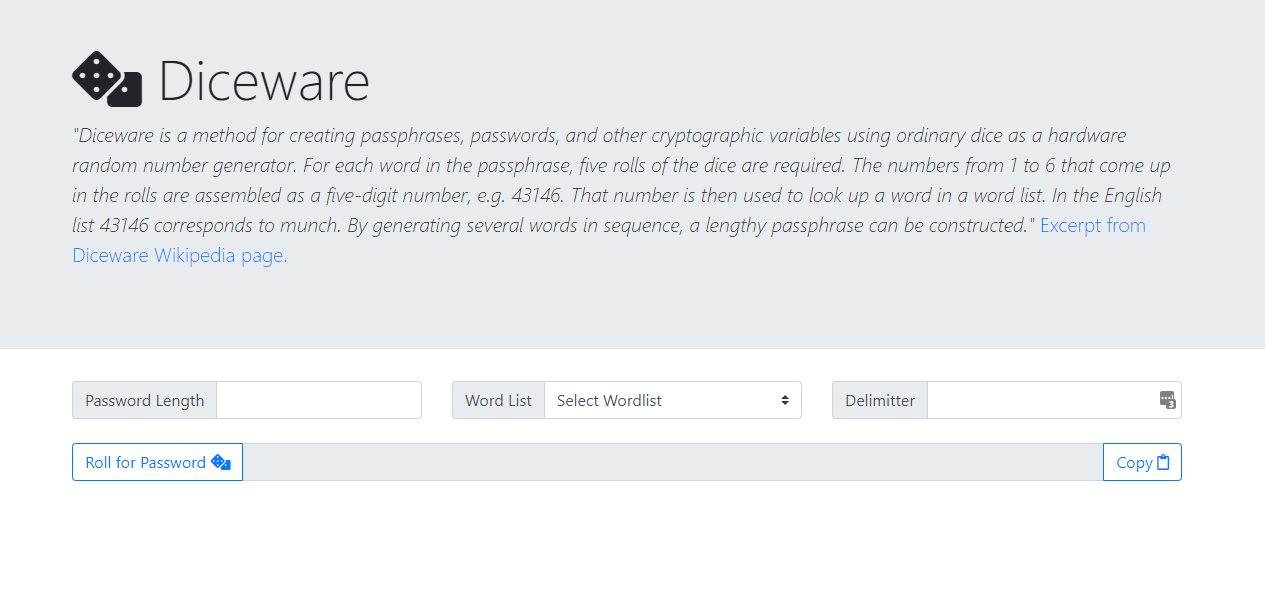 Diceware
"Diceware is a method for creating passphrases, passwords, and other cryptographic variables using ordinary dice as a hardware
random number generator. For each word in the passphrase, five rolls of the dice are required. The numbers from 1 to 6 that come up
in the rolls are assembled as a five-digit number, e.g. 43146. That number is then used to look up a word in a word list. In the English
list 43146 corresponds to munch. By generating several words in sequence, a lengthy passphrase can be constructed." Excerpt from
Diceware Wikipedia page.
Password Length Word List Select Wordlist Delimitter 3
Roll for Password Copy